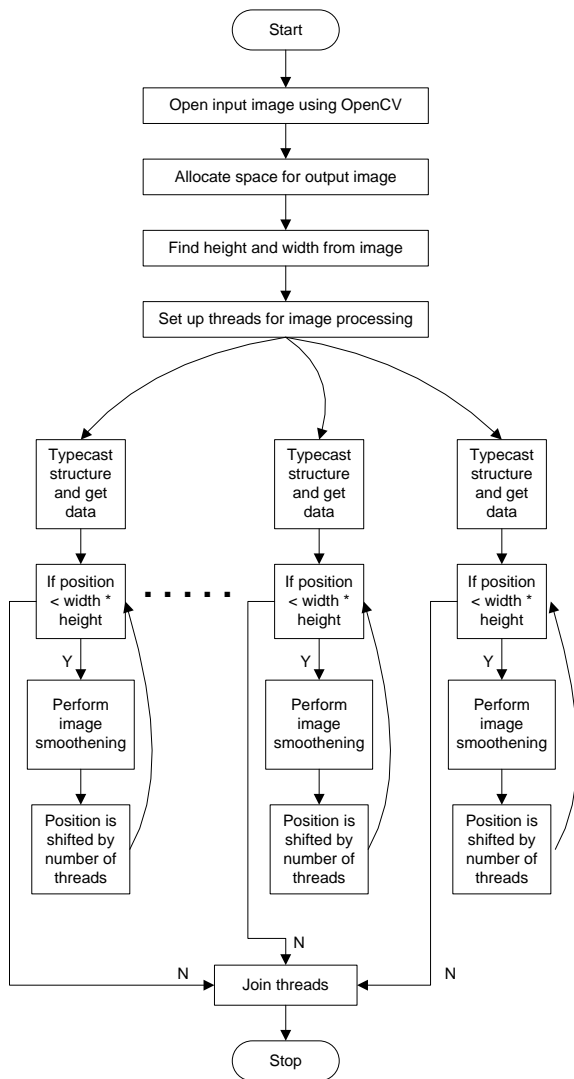 Start
Open input image using OpenCV
Allocate space for output image
Find height and width from image
Set up threads for image processing
Typecast
structure
and get
data
Typecast
structure
and get
data
Typecast
structure
and get
data
If position
< width *
height
. . . . .
If position
< width *
height
If position
< width *
height
Y
Y
Y
Perform
image
smoothening
Perform
image
smoothening
Perform
image
smoothening
Position is
shifted by
number of
threads
Position is
shifted by
number of
threads
Position is
shifted by
number of
threads
N
N
N
Join threads
Stop